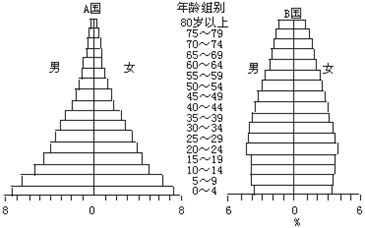 A国
年龄组别
B国
80岁以上
75～79
70～74
65～69
男
女
60～64
男
女
55～59
50～54
45～49
40～44
35～39
30～34
25～29
20～24
15～19
10～14
5～9
0～4
8 0 8
6 0 6
%